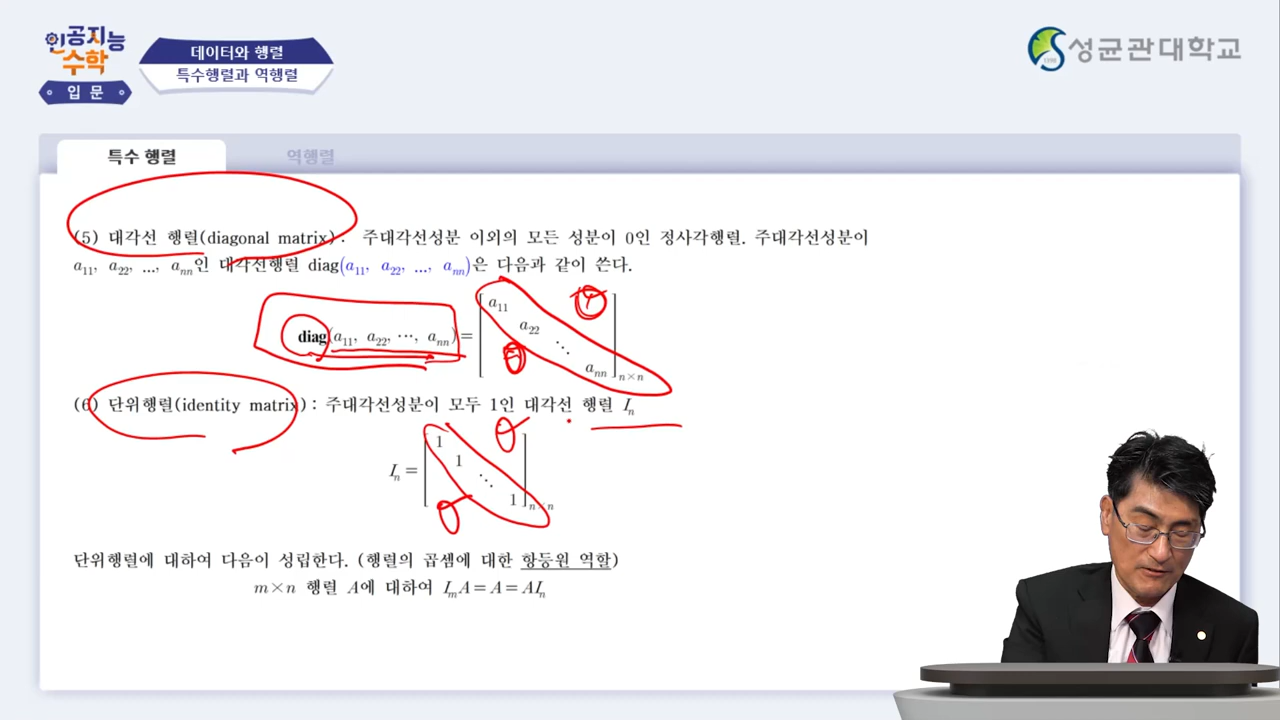 인공지능
수학
입문
데이터와 행렬
특수행렬과 역행렬
성균관대학교
특수 행렬
역행렬
(5) 대각선 행렬(diagonal matrix) : 주대각선성분 이외의 모든 성분이 0인 정사각행렬. 주대각선성분이
a₁₁, a₂₂, ..., aₙₙ인 대각선행렬 diag(a₁₁, a₂₂, ..., aₙₙ)은 다음과 같이 쓴다.
diag(a₁₁, a₂₂, ⋯, aₙₙ) = [a₁₁ a₂₂ ⋱ aₙₙ]ₙ×ₙ
(6) 단위행렬(identity matrix) : 주대각선성분이 모두 1인 대각선 행렬 Iₙ
Iₙ = [1 1 ⋱ 1]ₙ×ₙ
단위행렬에 대하여 다음이 성립한다. (행렬의 곱셈에 대한 항등원 역할)
m×n 행렬 A에 대하여 IₘA = A = AIₙ